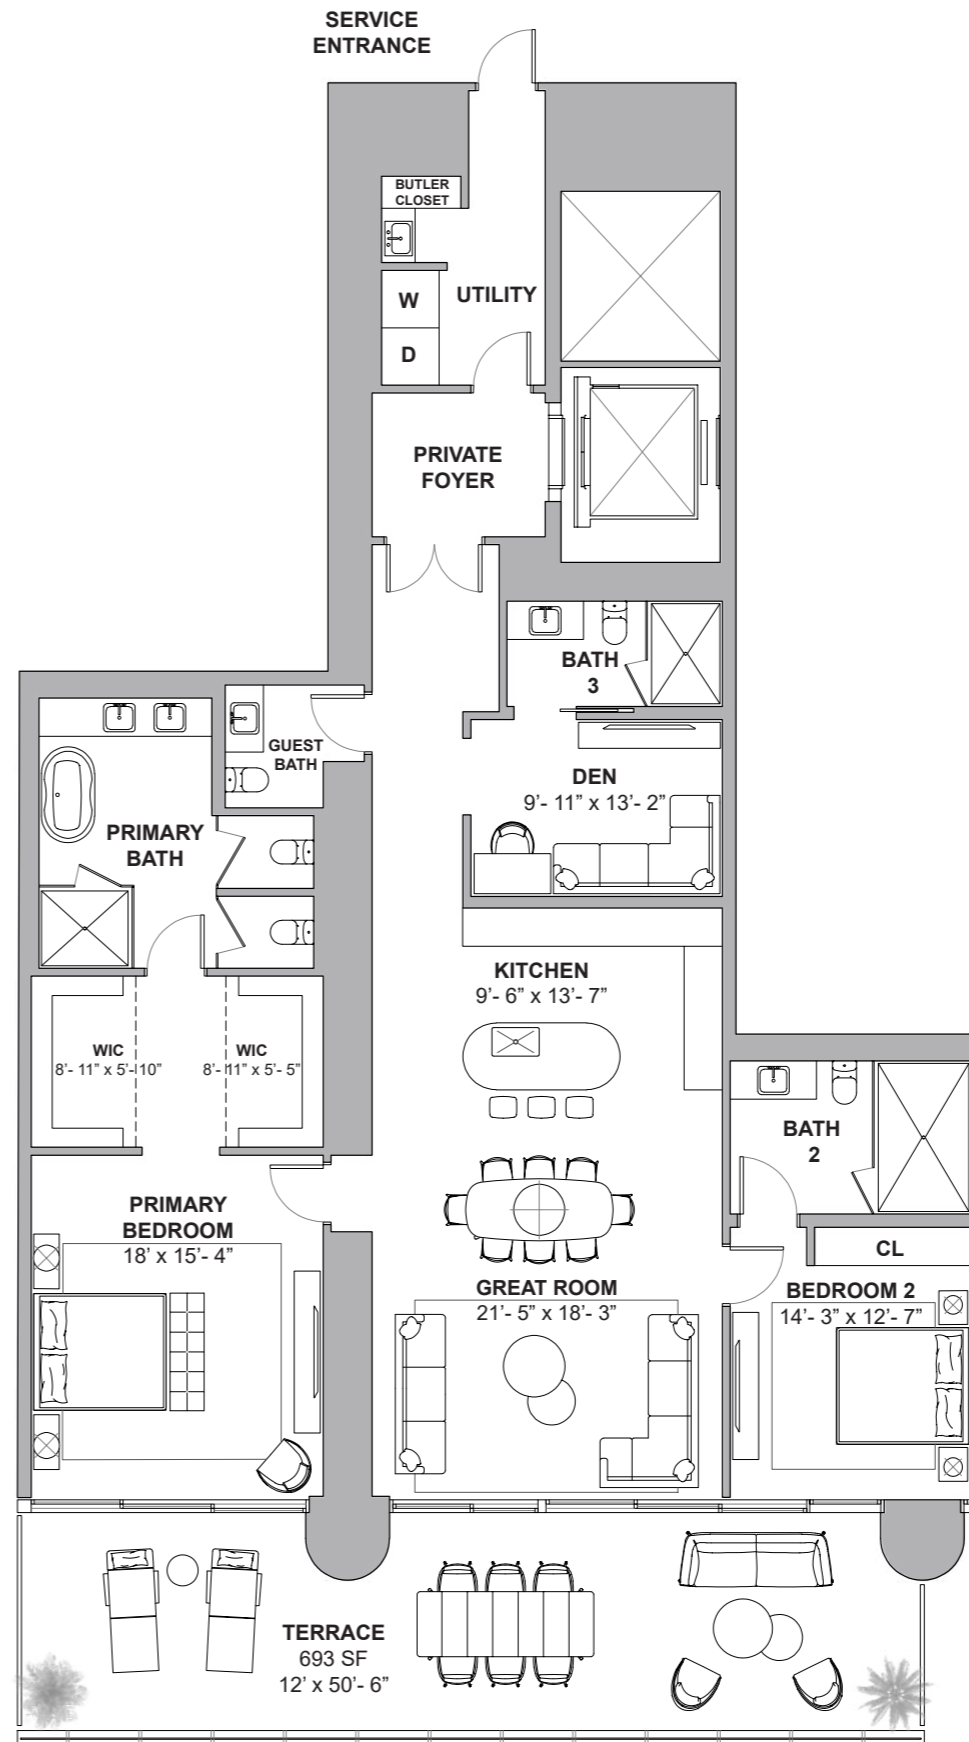 SERVICE
ENTRANCE
BUTLER
CLOSET
W
UTILITY
D
PRIVATE
FOYER
BATH
3
GUEST
BATH
DEN
9’- 11” x 13’- 2”
PRIMARY
BATH
KITCHEN
9’- 6” x 13’- 7”
WIC
8’- 11” x 5’- 10”
WIC
8’- 11” x 5’- 5”
BATH
2
PRIMARY
BEDROOM
18’ x 15’- 4”
CL
GREAT ROOM
21’- 5” x 18’- 3”
BEDROOM 2
14’- 3” x 12’- 7”
TERRACE
693 SF
12’ x 50’- 6”